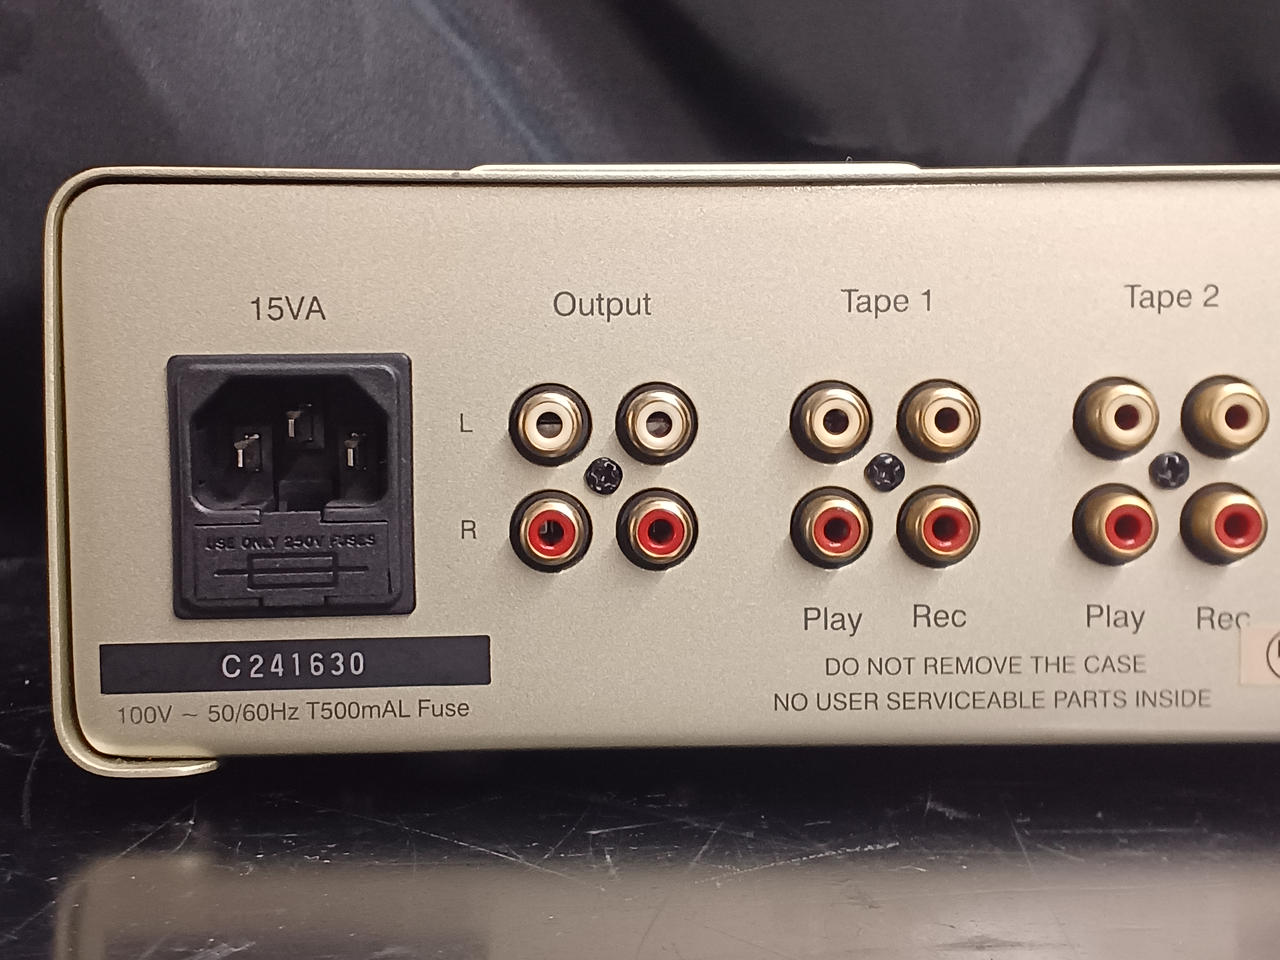 15VA
Output
Tape 1
Tape 2
L
R
USE ONLY 250V FUSES
Play
Rec
Play
Rec
C241630
DO NOT REMOVE THE CASE
100V ~ 50/60Hz T500mAL Fuse
NO USER SERVICEABLE PARTS INSIDE